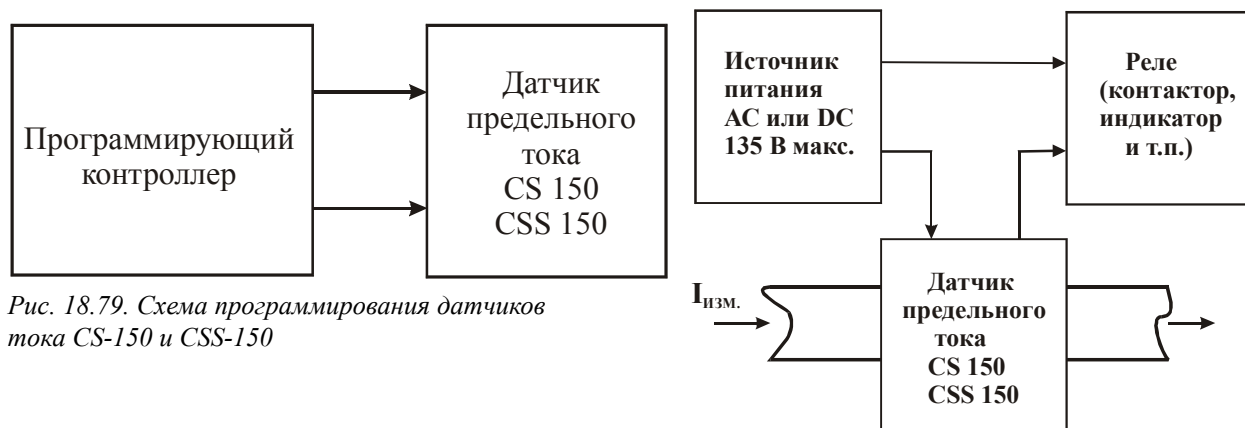 Программирующий
контроллер
Датчик
предельного
тока
CS 150
CSS 150
Рис. 18.79. Схема программирования датчиков
тока CS-150 и CSS-150
Источник
питания
AC или DC
135 В макс.
Реле
(контактор,
индикатор
и т.п.)
Iизм.
Датчик
предельного
тока
CS 150
CSS 150